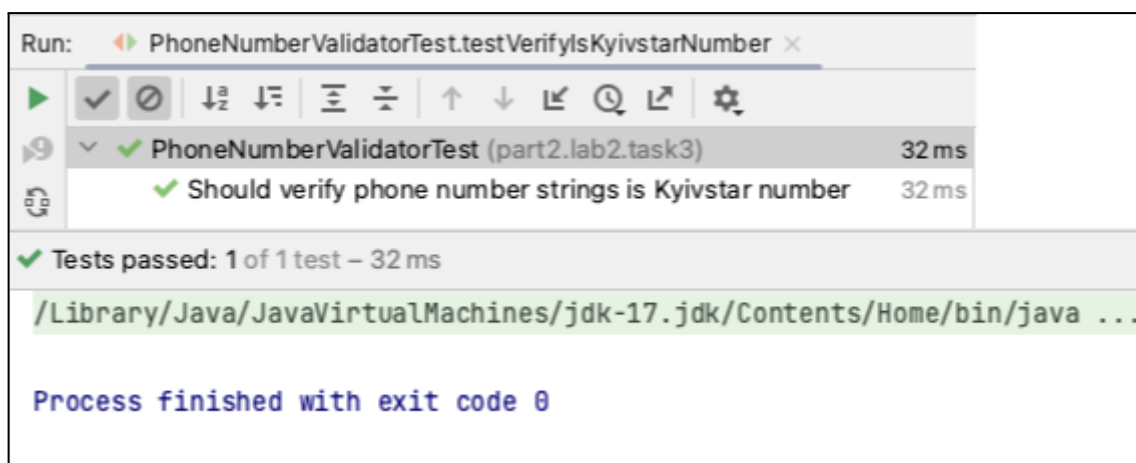 Run: PhoneNumberValidatorTest.testVerifyIsKyivstarNumber ×
PhoneNumberValidatorTest (part2.lab2.task3) 32 ms
Should verify phone number strings is Kyivstar number 32 ms
Tests passed: 1 of 1 test – 32 ms
/Library/Java/JavaVirtualMachines/jdk-17.jdk/Contents/Home/bin/java ...
Process finished with exit code 0